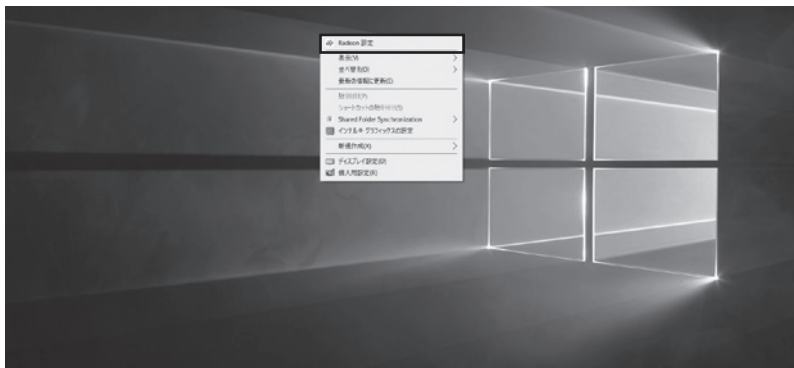 Radeon 設定
表示(V)
並べ替え(O)
最新の情報に更新(E)
貼り付け(P)
ショートカットの貼り付け(S)
Shared Folder Synchronization
インテル® グラフィックスの設定
新規作成(X)
ディスプレイ設定(D)
個人用設定(R)